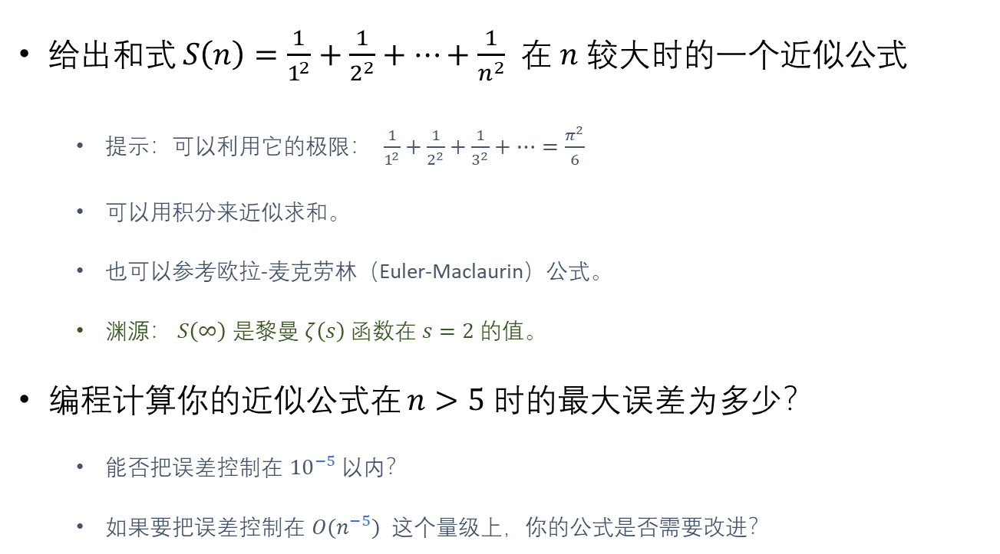 • 给出和式 $S(n) = \frac{1}{1^2} + \frac{1}{2^2} + \cdots + \frac{1}{n^2}$ 在 $n$ 较大时的一个近似公式
• 提示：可以利用它的极限： $\frac{1}{1^2} + \frac{1}{2^2} + \frac{1}{3^2} + \cdots = \frac{\pi^2}{6}$
• 可以用积分来近似求和。
• 也可以参考欧拉-麦克劳林（Euler-Maclaurin）公式。
• 渊源： $S(\infty)$ 是黎曼 $\zeta(s)$ 函数在 $s = 2$ 的值。
• 编程计算你的近似公式在 $n > 5$ 时的最大误差为多少？
• 能否把误差控制在 $10^{-5}$ 以内？
• 如果要把误差控制在 $O(n^{-5})$ 这个量级上，你的公式是否需要改进？